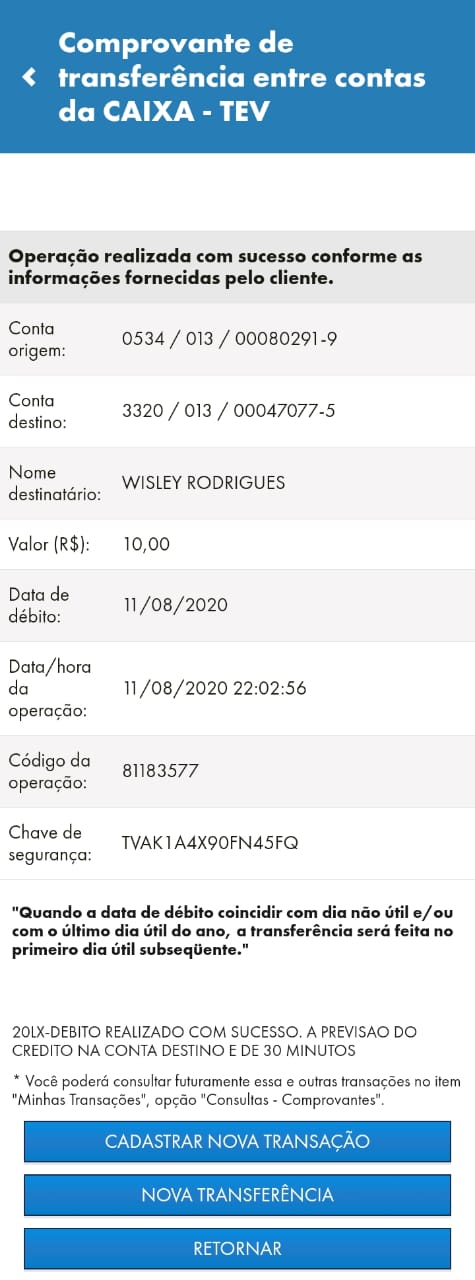 Comprovante de
transferência entre contas
da CAIXA - TEV
Operação realizada com sucesso conforme as
informações fornecidas pelo cliente.
Conta
origem:
0534 / 013 / 00080291-9
Conta
destino:
3320 / 013 / 00047077-5
Nome
destinatário:
WISLEY RODRIGUES
Valor (R$):
10,00
Data de
débito:
11/08/2020
Data/hora
da
operação:
11/08/2020 22:02:56
Código da
operação:
81183577
Chave de
segurança:
TVAK1A4X90FN45FQ
"Quando a data de débito coincidir com dia não útil e/ou
com o último dia útil do ano, a transferência será feita no
primeiro dia útil subseqüente."
20LX-DEBITO REALIZADO COM SUCESSO. A PREVISAO DO
CREDITO NA CONTA DESTINO E DE 30 MINUTOS
* Você poderá consultar futuramente essa e outras transações no item
"Minhas Transações", opção "Consultas - Comprovantes".
CADASTRAR NOVA TRANSAÇÃO
NOVA TRANSFERÊNCIA
RETORNAR